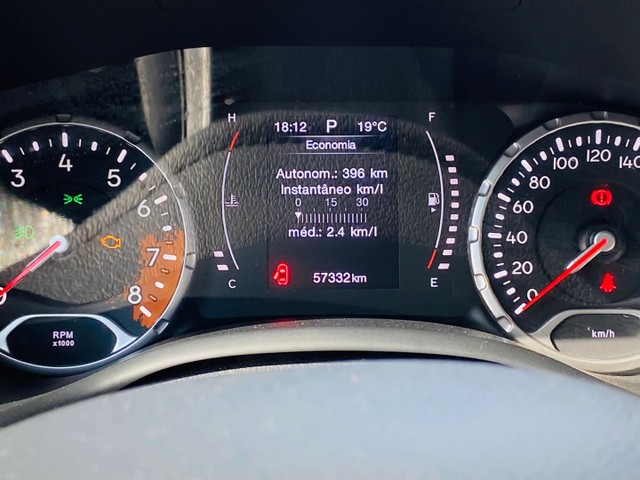 H
F
18:12 P 19°C
Economia
Autonom.: 396 km
Instantâneo km/l
0 15 30
méd.: 2.4 km/l
57332km
C
E
3 4 5 6 7 8
RPM
x1000
0 20 40 60 80 100 120 140
km/h